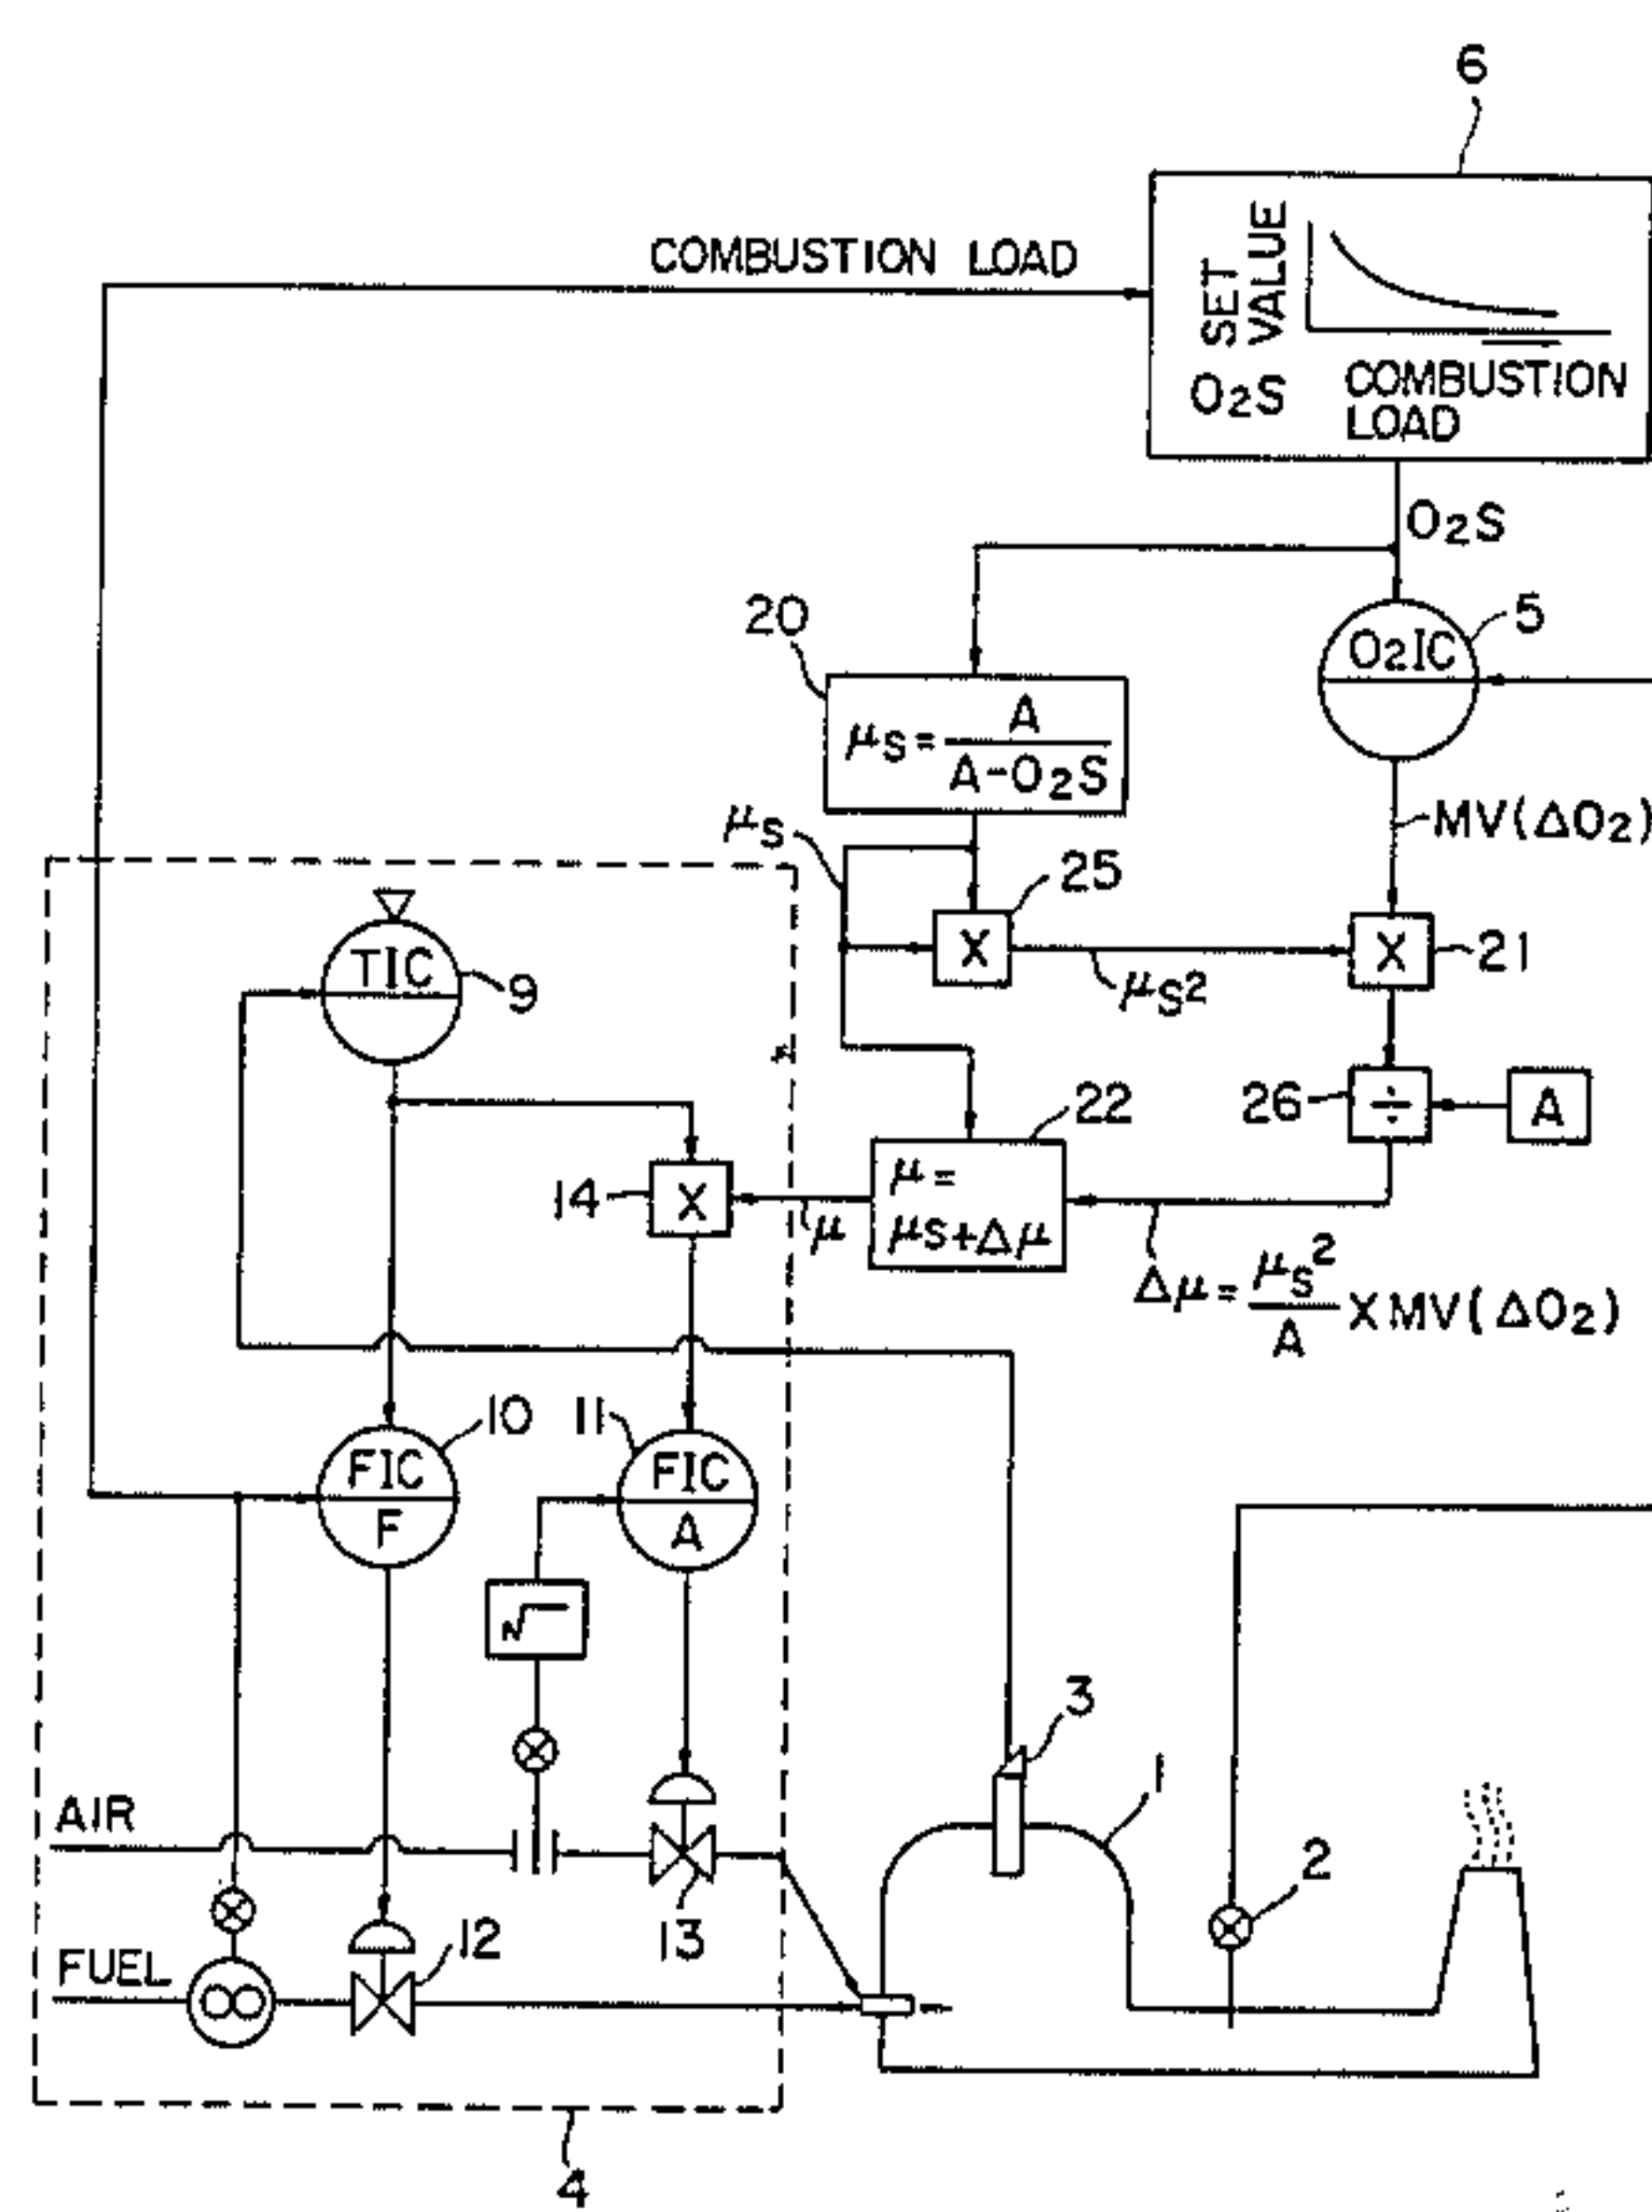 6
COMBUSTION LOAD
SET
VALUE
O₂S
COMBUSTION
LOAD
O₂S
20
O₂IC
5
μs = A / (A-O₂S)
μs
MV(ΔO₂)
25
X
X
21
μs²
TIC
9
22
26
÷
A
14
X
μ
μ =
μs+Δμ
Δμ = μs² / A X MV(ΔO₂)
10
11
FIC
F
FIC
A
√
3
1
AIR
2
13
12
FUEL
4